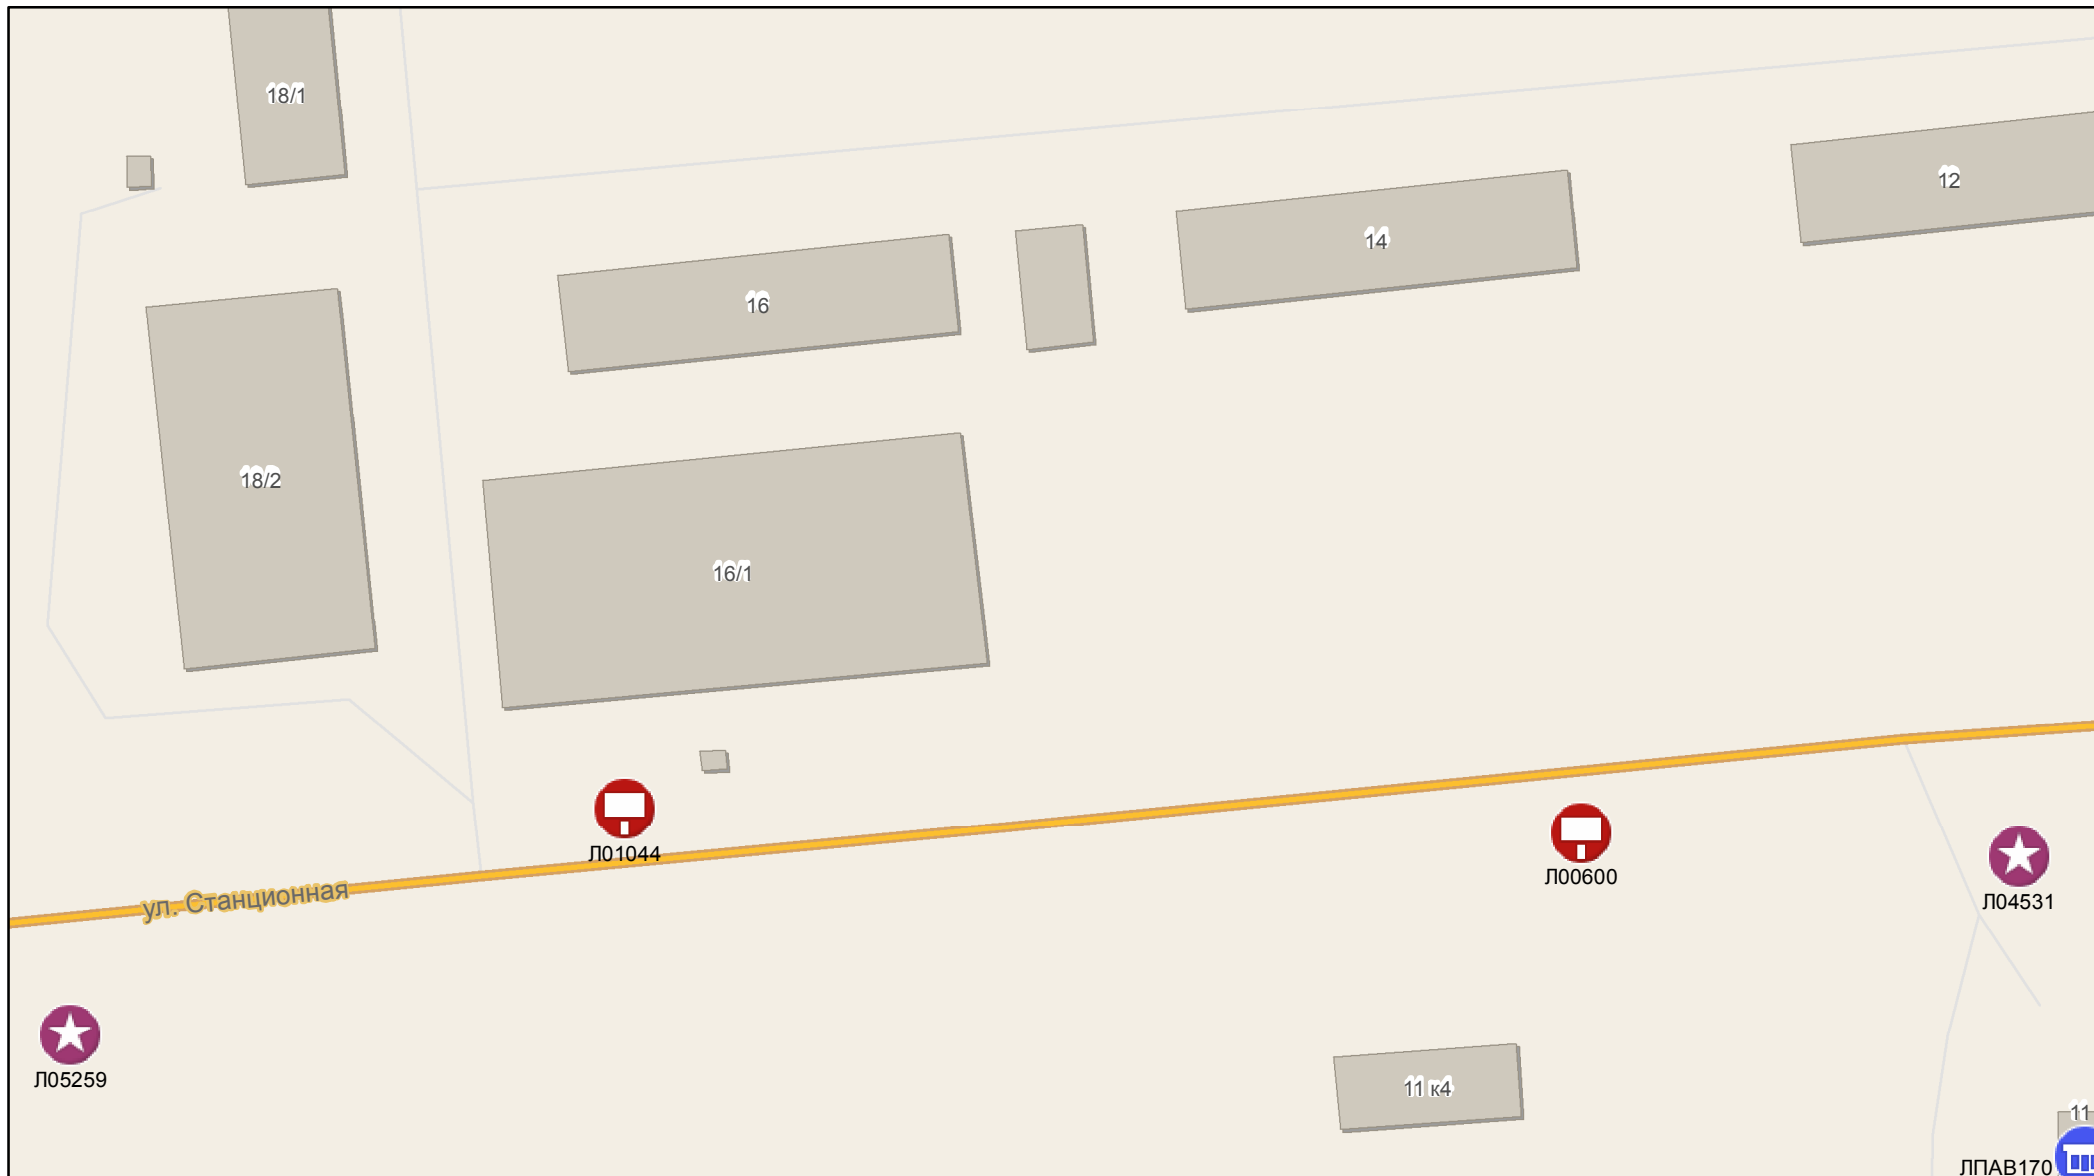 18/1
12
14
16
18/2
16/1
Л01044
Л00600
ул. Станционная
Л04531
Л05259
11 к4
11
ЛПАВ170